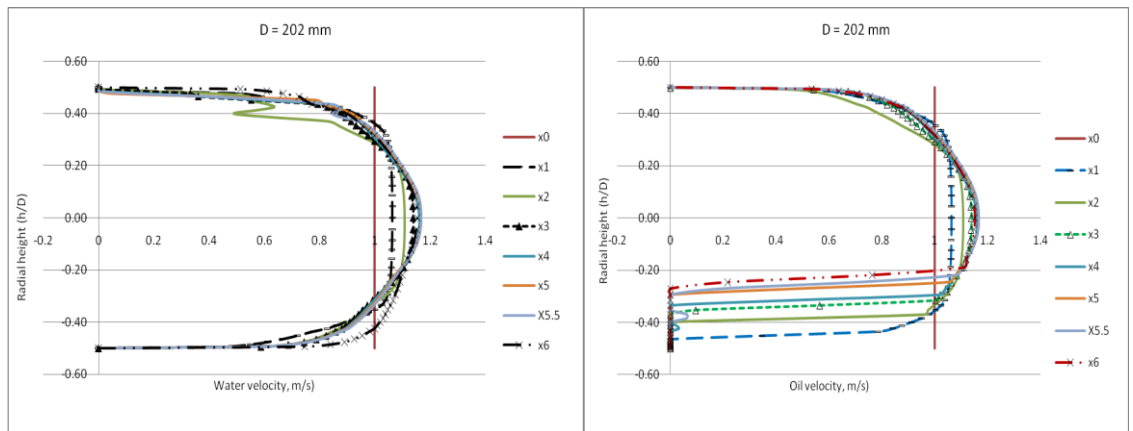 D = 202 mm
0.60
0.40
0.20
0.00
-0.20
-0.40
-0.60
-0.2
0
0.2
0.4
0.6
0.8
1
1.2
1.4
Radial height (h/D)
Water velocity, m/s)
x0
x1
x2
x3
x4
x5
X5.5
x6
D = 202 mm
0.60
0.40
0.20
0.00
-0.20
-0.40
-0.60
-0.2
0
0.2
0.4
0.6
0.8
1
1.2
1.4
Radial height (h/D)
Oil velocity, m/s)
x0
x1
x2
x3
x4
x5
X5.5
x6